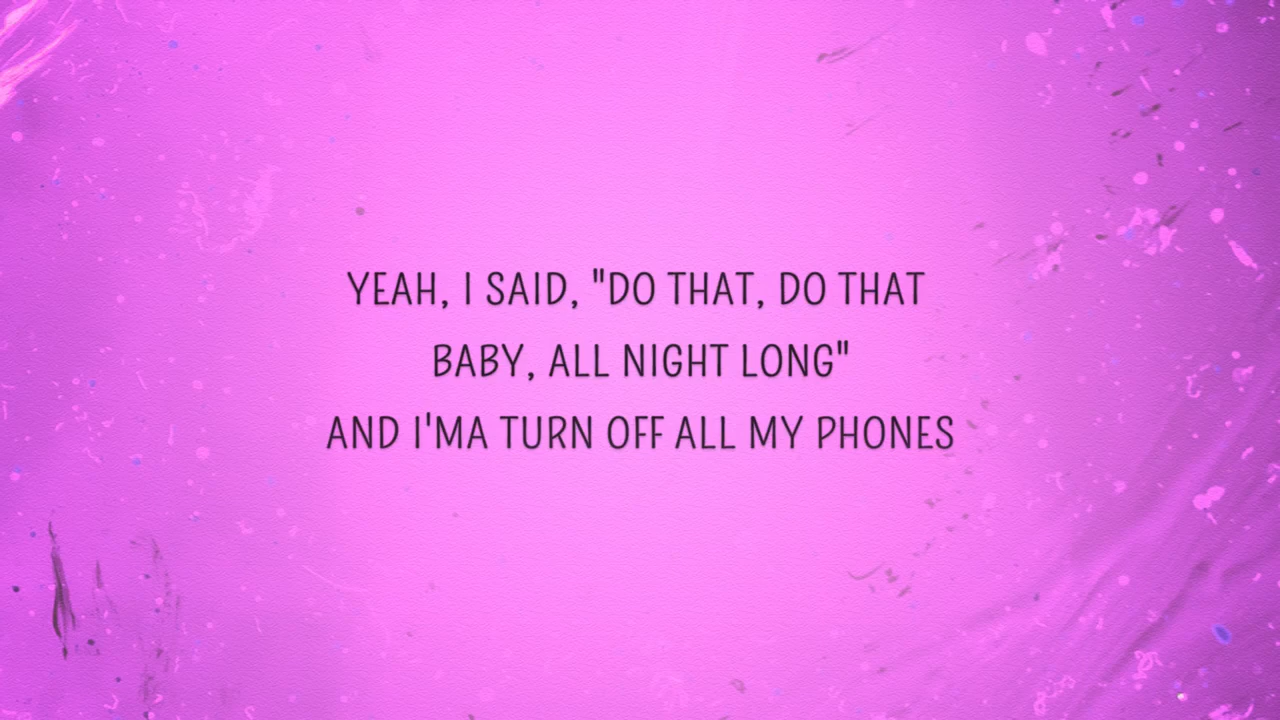 YEAH, I SAID, "DO THAT, DO THAT
BABY, ALL NIGHT LONG"
AND I'MA TURN OFF ALL MY PHONES